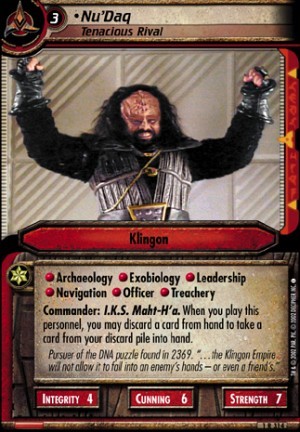 3
•Nu'Daq
Tenacious Rival
Klingon
•Archaeology •Exobiology •Leadership
•Navigation •Officer •Treachery
Commander: I.K.S. Maht-H'a. When you play this
personnel, you may discard a card from hand to take a
card from your discard pile into hand.
Pursuer of the DNA puzzle found in 2369. "…the Klingon Empire
will not allow it to fall into an enemy's hands – or even a friend's."
INTEGRITY 4 CUNNING 6 STRENGTH 7